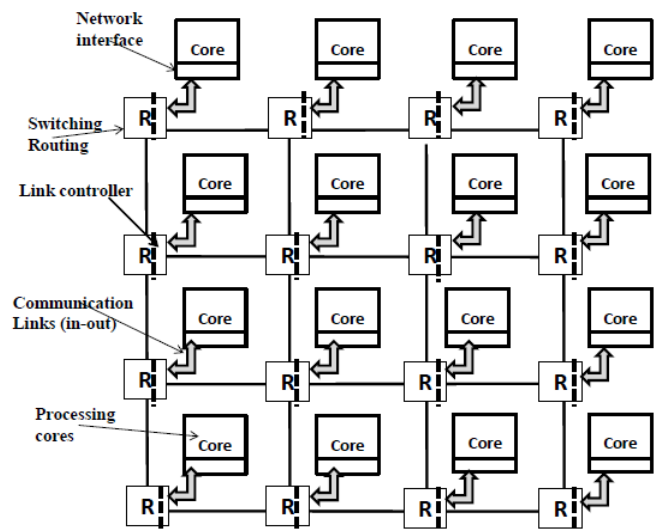 Network
interface
Core Core Core Core
R R R R
Switching
Routing
Core Core Core Core
Link controller
R R R R
Communication
Links (in-out)
Core Core Core Core
R R R R
Processing
cores
Core Core Core Core
R R R R